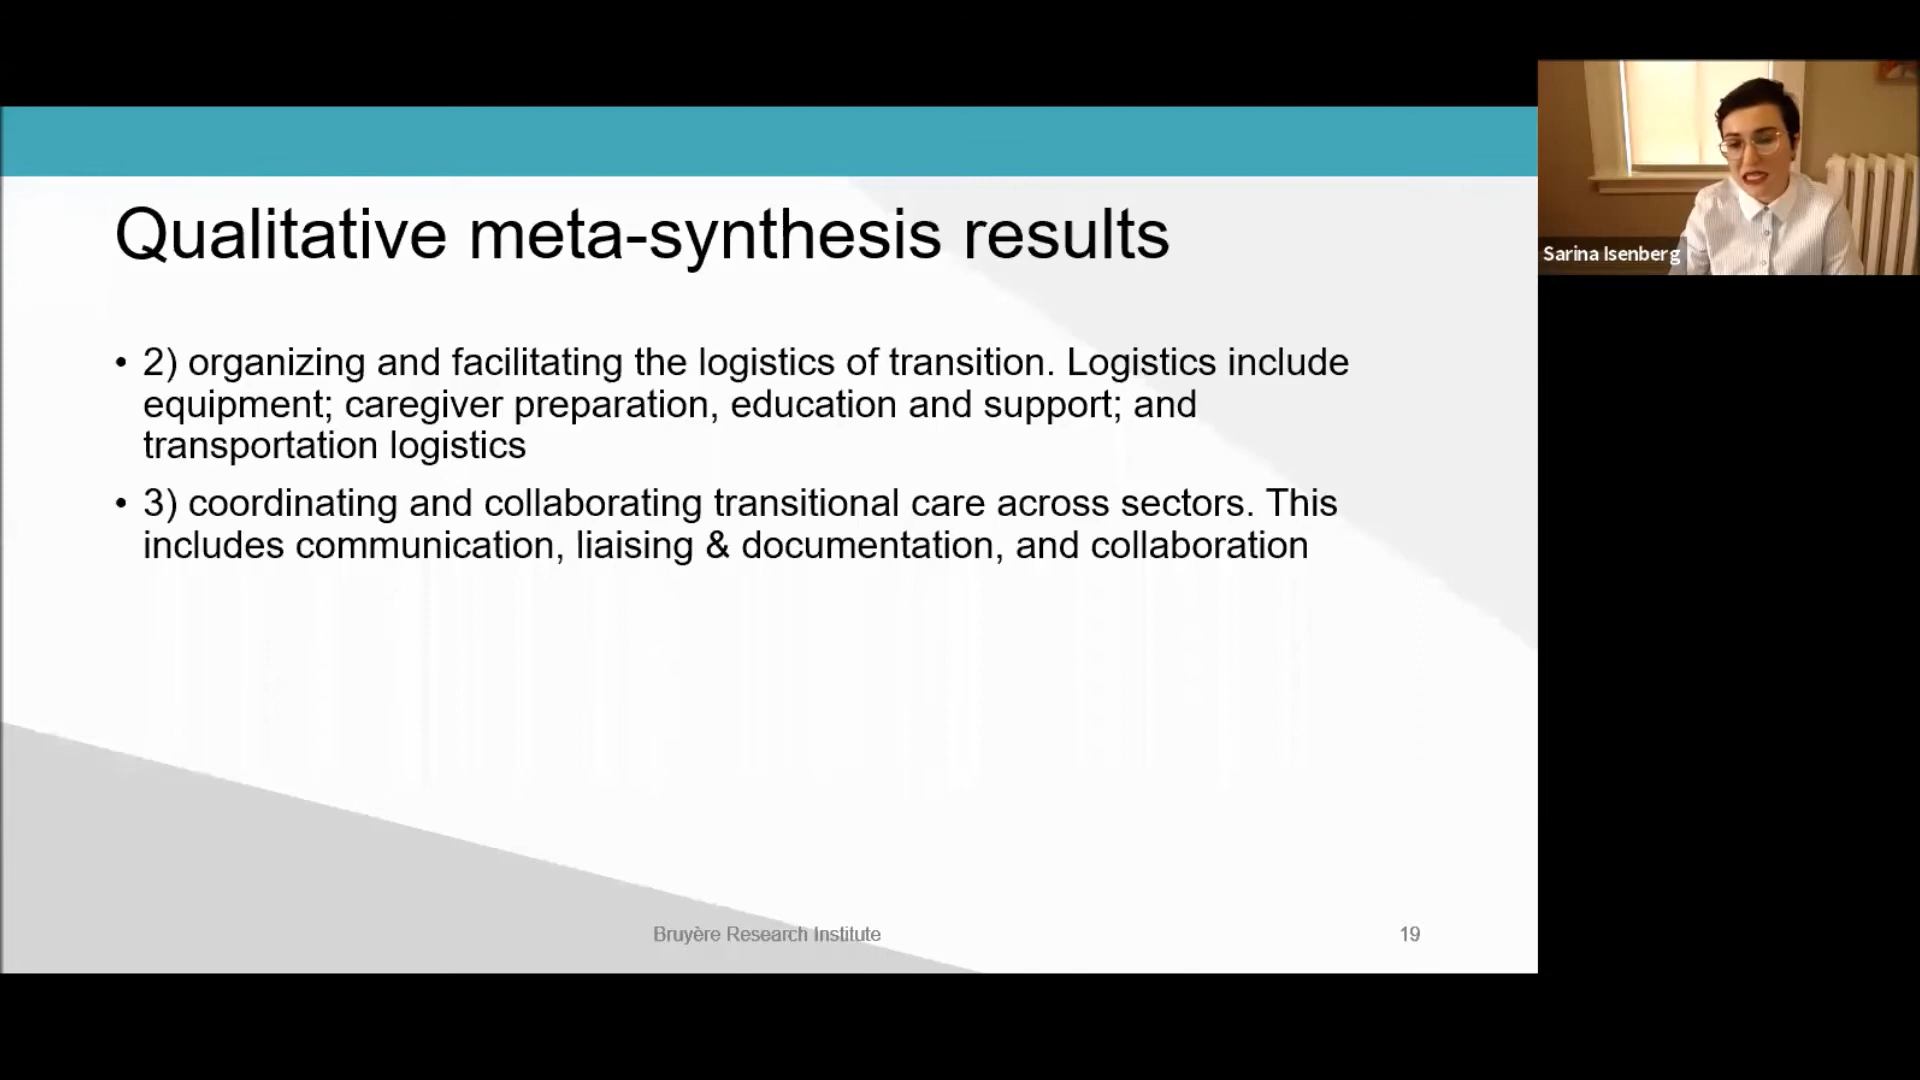 Qualitative meta-synthesis results
• 2) organizing and facilitating the logistics of transition. Logistics include
equipment; caregiver preparation, education and support; and
transportation logistics
• 3) coordinating and collaborating transitional care across sectors. This
includes communication, liaising & documentation, and collaboration
Bruyère Research Institute
19
Sarina Isenberg